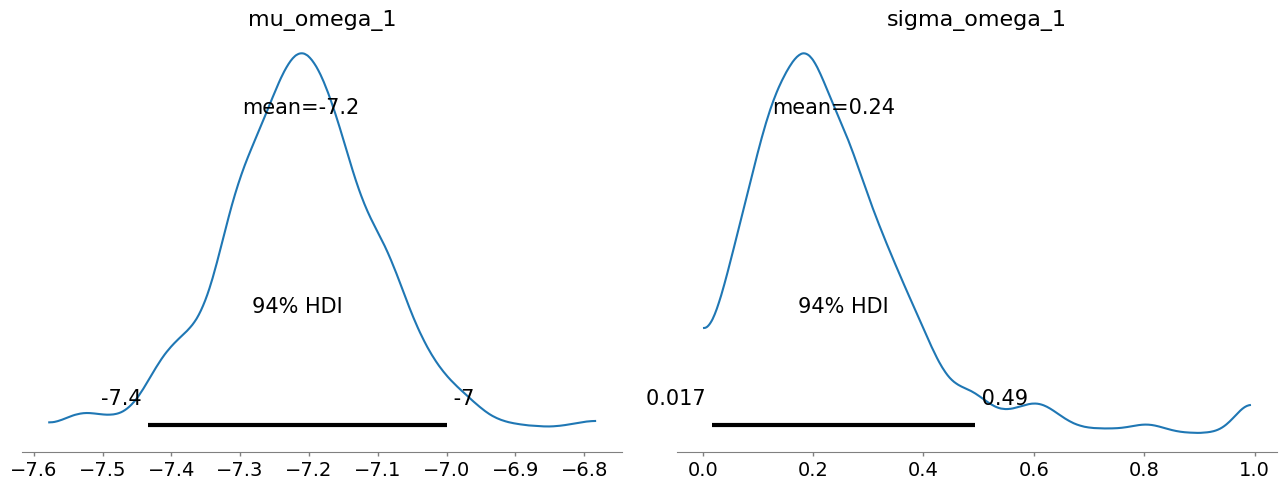 mu_omega_1
mean=-7.2
94% HDI
-7.4 -7
−7.6 −7.5 −7.4 −7.3 −7.2 −7.1 −7.0 −6.9 −6.8
sigma_omega_1
mean=0.24
94% HDI
0.017 0.49
0.0 0.2 0.4 0.6 0.8 1.0